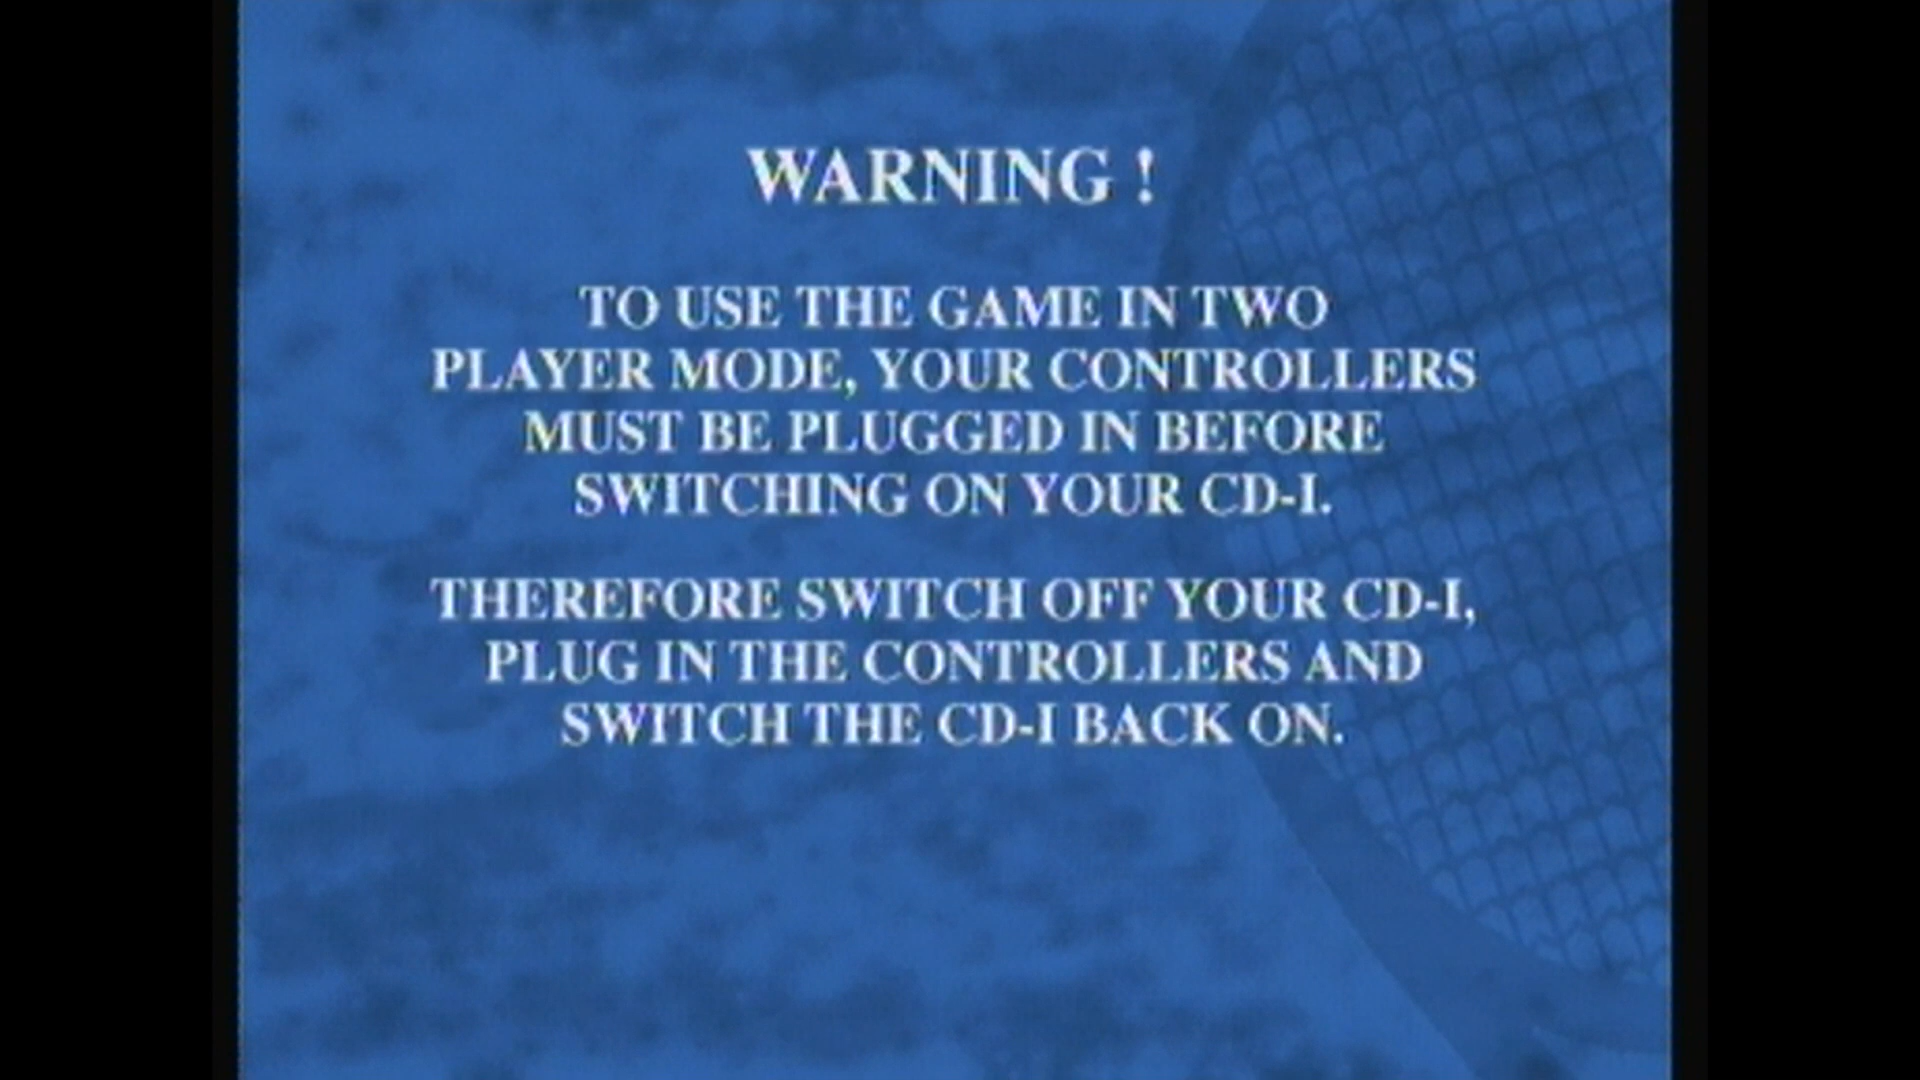 WARNING !
TO USE THE GAME IN TWO
PLAYER MODE, YOUR CONTROLLERS
MUST BE PLUGGED IN BEFORE
SWITCHING ON YOUR CD-I.
THEREFORE SWITCH OFF YOUR CD-I,
PLUG IN THE CONTROLLERS AND
SWITCH THE CD-I BACK ON.